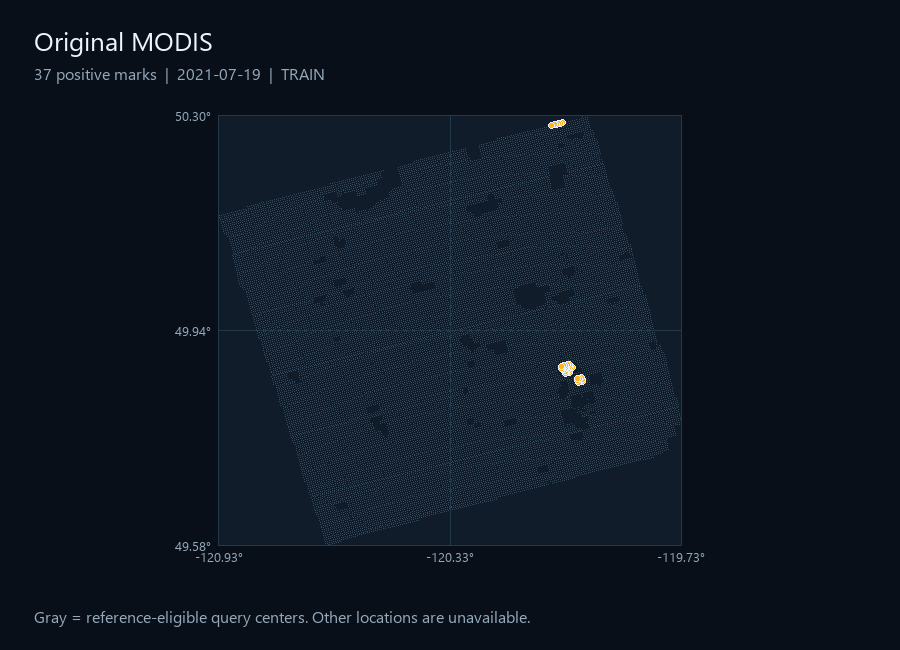 Original MODIS
37 positive marks | 2021-07-19 | TRAIN
50.30°
49.94°
49.58°
-120.93°
-120.33°
-119.73°
Gray = reference-eligible query centers. Other locations are unavailable.